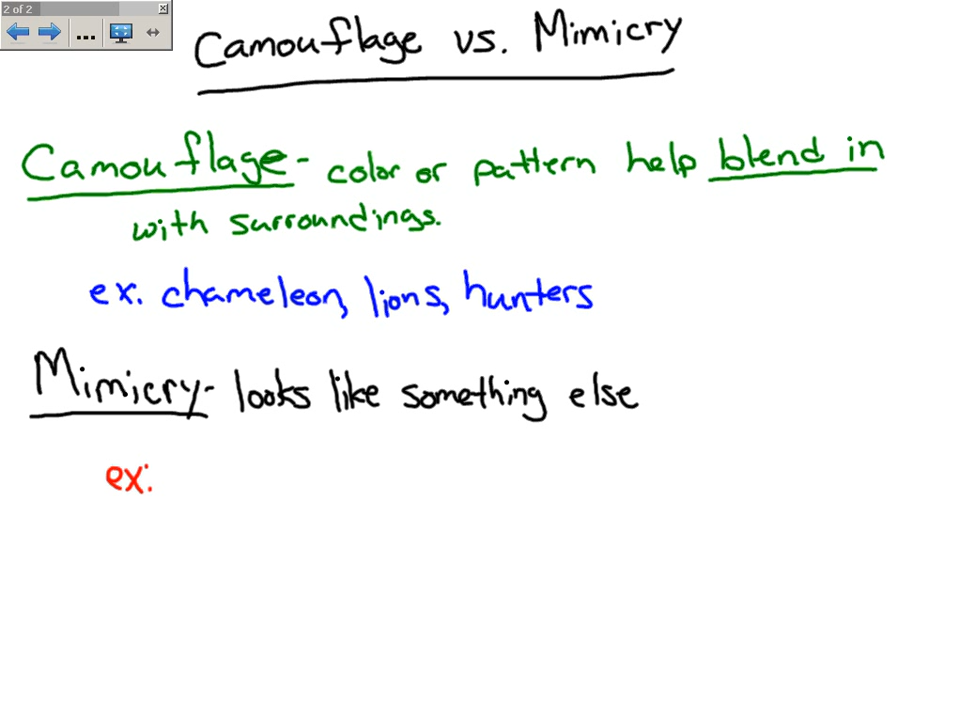 2 of 2
Camouflage vs. Mimicry
Camouflage- color or pattern help blend in
with surroundings.
ex. chameleon, lions, hunters
Mimicry- looks like something else
ex: